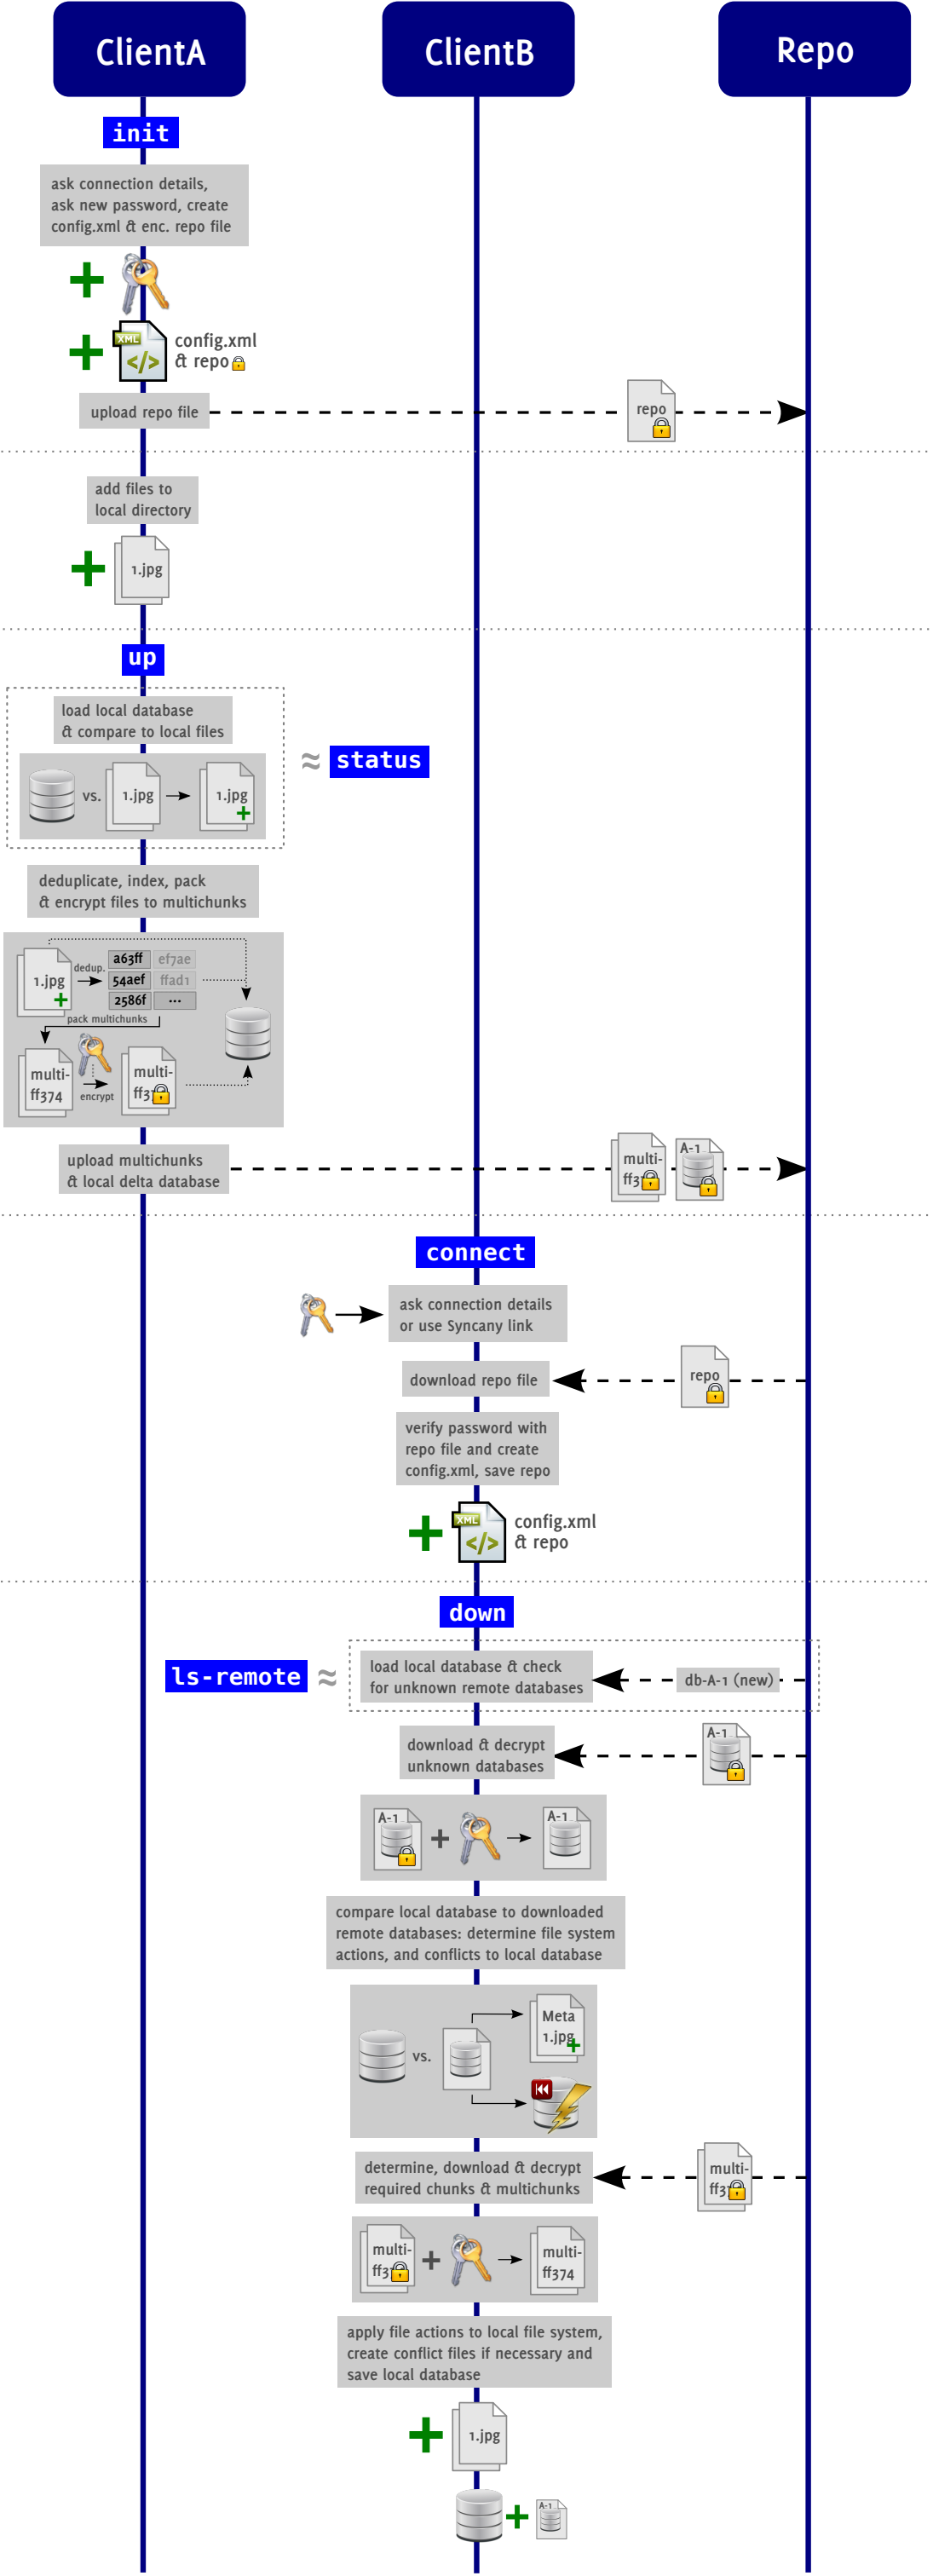 ClientA
ClientB
Repo
init
ask connection details,
ask new password, create
config.xml & enc. repo file
XML
</>
config.xml
& repo
upload repo file
repo
add files to
local directory
1.jpg
up
load local database
& compare to local files
≈ status
vs.
1.jpg
1.jpg
deduplicate, index, pack
& encrypt files to multichunks
1.jpg
dedup.
a63ff
ef7ae
54aef
ffad1
2586f
...
pack multichunks
multi-
ff374
encrypt
multi-
ff37
upload multichunks
& local delta database
multi-
ff37
A-1
connect
ask connection details
or use Syncany link
download repo file
repo
verify password with
repo file and create
config.xml, save repo
XML
</>
config.xml
& repo
down
ls-remote ≈
load local database & check
for unknown remote databases
db-A-1 (new)
download & decrypt
unknown databases
A-1
A-1
+
A-1
compare local database to downloaded
remote databases: determine file system
actions, and conflicts to local database
vs.
Meta
1.jpg
determine, download & decrypt
required chunks & multichunks
multi-
ff37
multi-
ff37
+
multi-
ff374
apply file actions to local file system,
create conflict files if necessary and
save local database
1.jpg
A-1